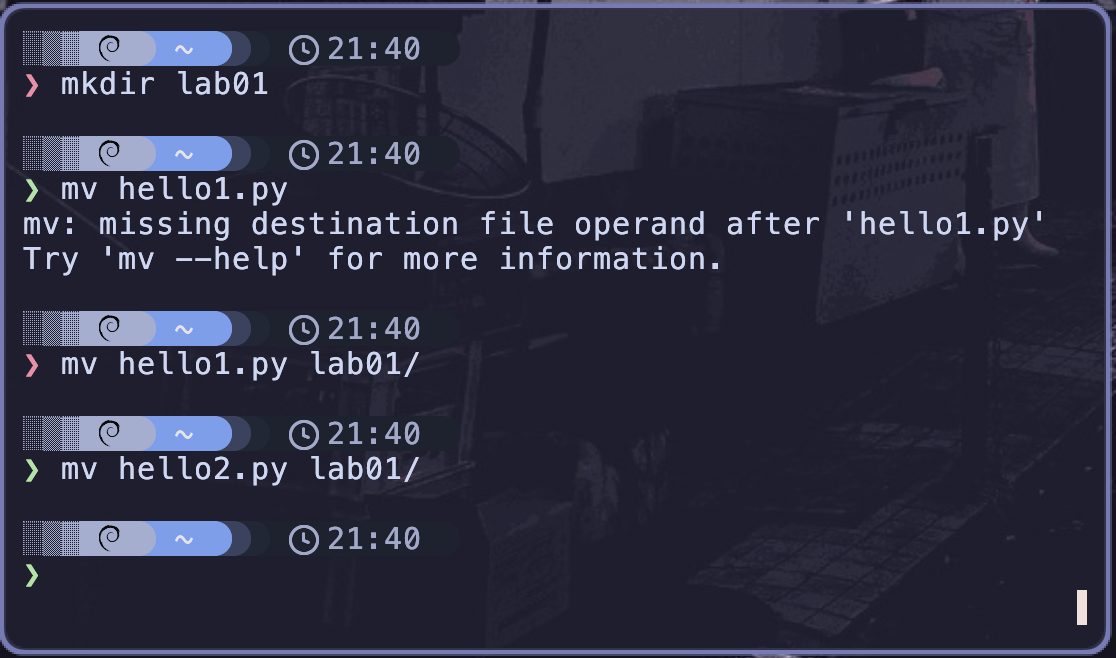 ~ 21:40
❯ mkdir lab01
~ 21:40
❯ mv hello1.py
mv: missing destination file operand after 'hello1.py'
Try 'mv --help' for more information.
~ 21:40
❯ mv hello1.py lab01/
~ 21:40
❯ mv hello2.py lab01/
~ 21:40
❯